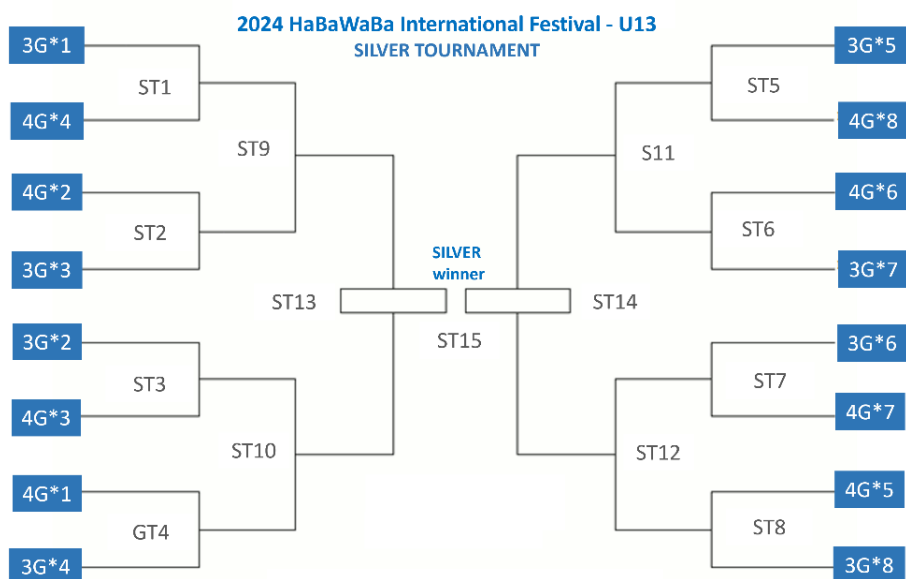 2024 HaBaWaBa International Festival - U13
SILVER TOURNAMENT
3G*1
3G*5
ST1
ST5
4G*4
4G*8
ST9
S11
4G*2
4G*6
ST2
ST6
3G*3
3G*7
SILVER
winner
ST13
ST14
ST15
3G*2
3G*6
ST3
ST7
4G*3
4G*7
ST10
ST12
4G*1
4G*5
GT4
ST8
3G*4
3G*8